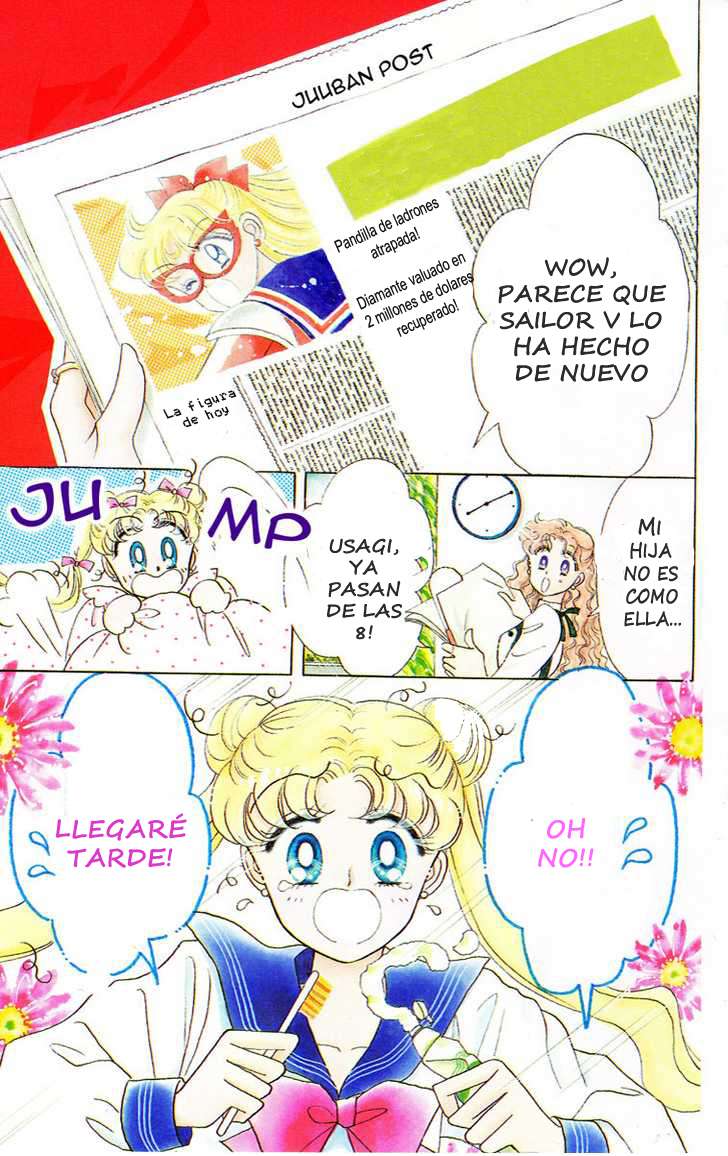 JUUBAN POST
Pandilla de ladrones
atrapada!
Diamante valuado en
2 millones de dolares
recuperado!
La figura
de hoy
WOW,
PARECE QUE
SAILOR V LO
HA HECHO
DE NUEVO
MI
HIJA
NO ES
COMO
ELLA...
USAGI,
YA
PASAN
DE LAS
8!
JUMP
OH
NO!!
LLEGARÉ
TARDE!